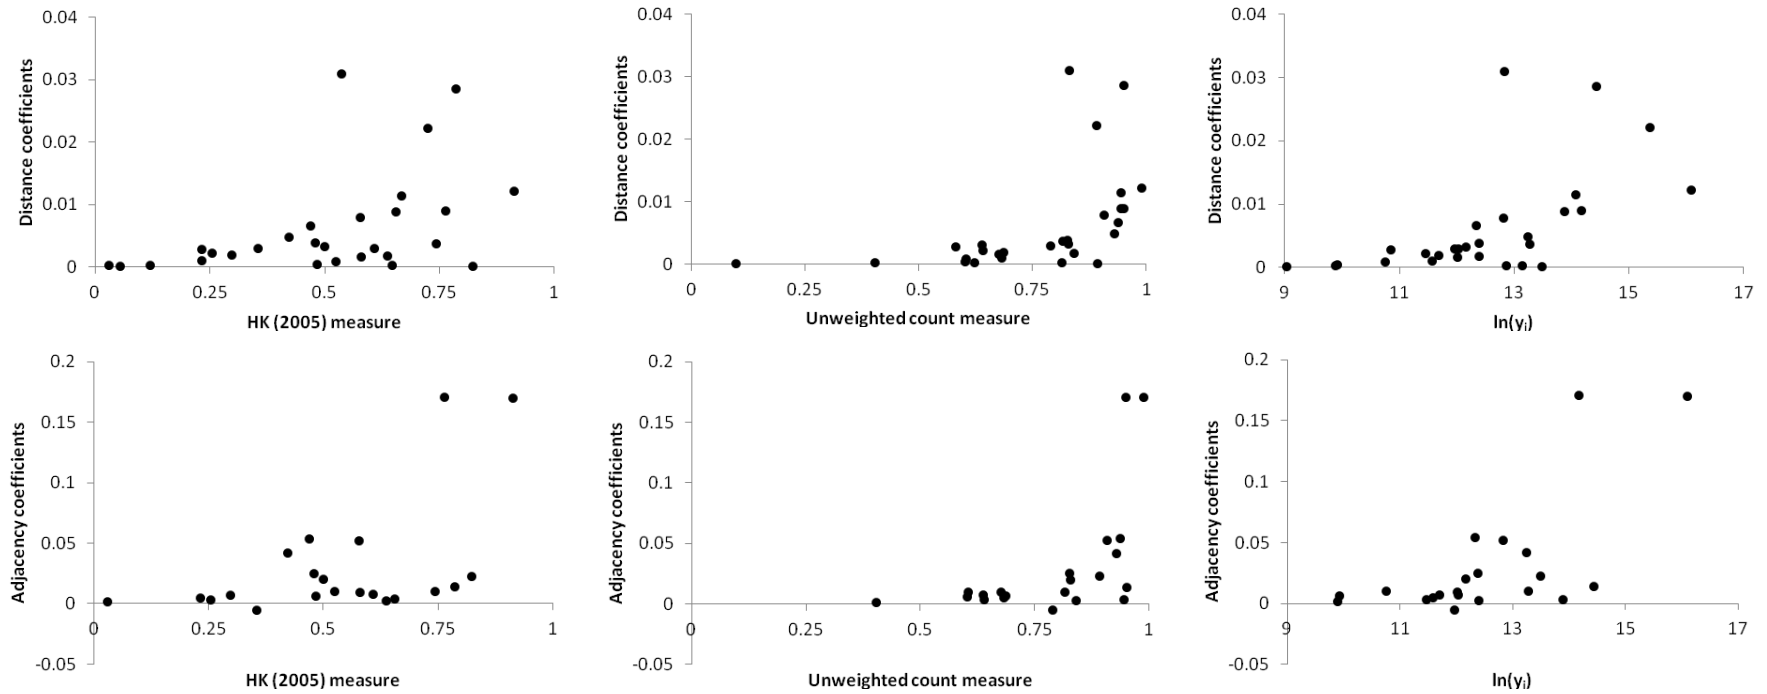 0.04
0.03
0.02
0.01
0
Distance coefficients
0 0.25 0.5 0.75 1
HK (2005) measure
0.04
0.03
0.02
0.01
0
Distance coefficients
0 0.25 0.5 0.75 1
Unweighted count measure
0.04
0.03
0.02
0.01
0
Distance coefficients
9 11 13 15 17
ln(yⱼ)
0.2
0.15
0.1
0.05
0
-0.05
Adjacency coefficients
0 0.25 0.5 0.75 1
HK (2005) measure
0.2
0.15
0.1
0.05
0
-0.05
Adjacency coefficients
0 0.25 0.5 0.75 1
Unweighted count measure
0.2
0.15
0.1
0.05
0
-0.05
Adjacency coefficients
9 11 13 15 17
ln(yⱼ)